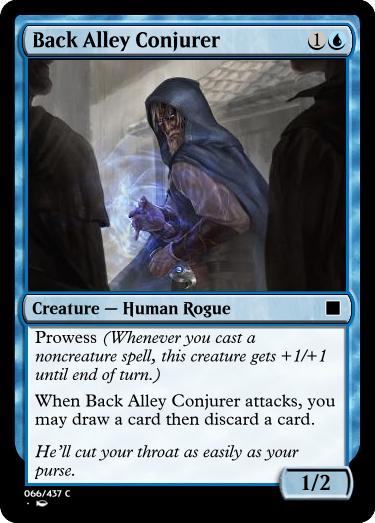 Back Alley Conjurer 1
Creature — Human Rogue
Prowess (Whenever you cast a
noncreature spell, this creature gets +1/+1
until end of turn.)
When Back Alley Conjurer attacks, you
may draw a card then discard a card.
He'll cut your throat as easily as your
purse.
1/2
066/437 C